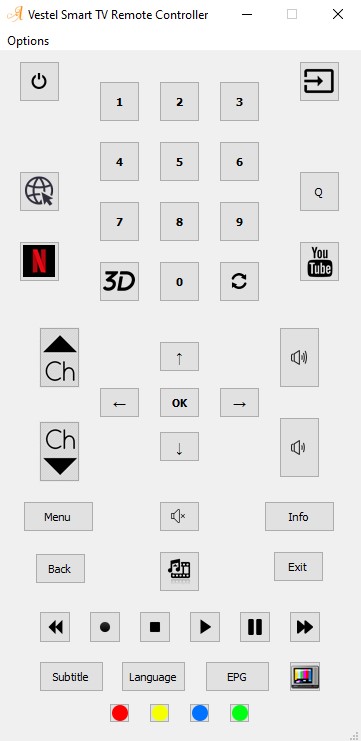 Vestel Smart TV Remote Controller
Options
1 2 3
4 5 6
Q
7 8 9
N
You
Tube
3D 0
Ch
↑
← OK →
Ch
↓
Menu Info
Back Exit
Subtitle Language EPG